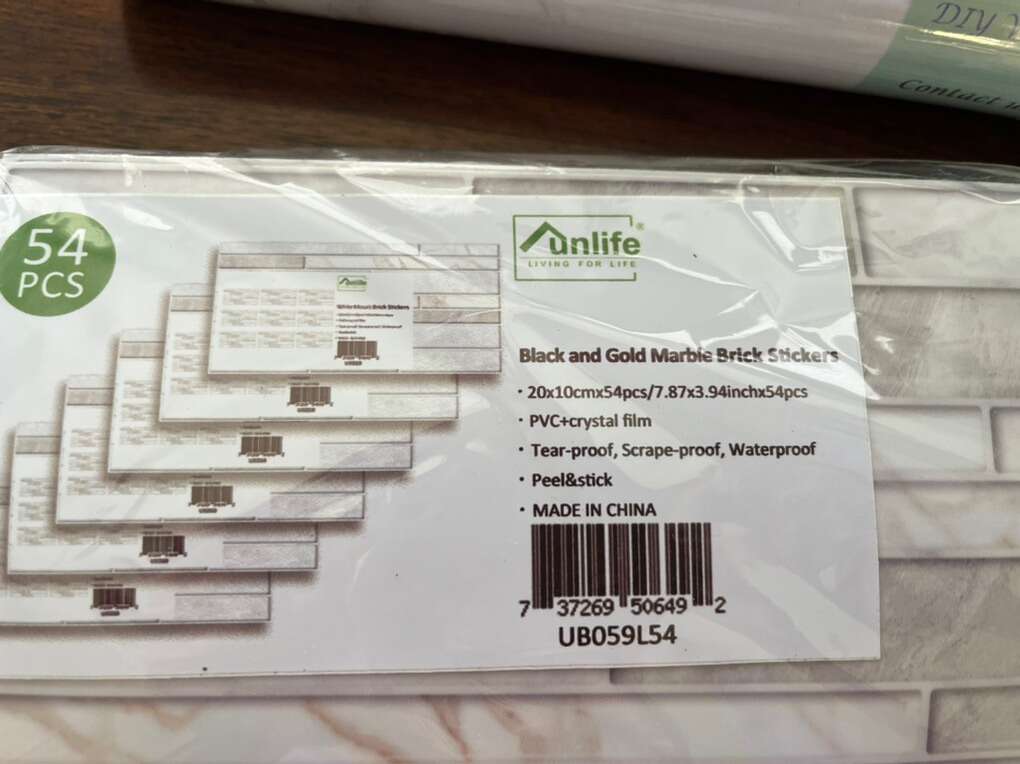 DIY
Contact
54
PCS
unlife®
LIVING FOR LIFE
Black and Gold Marble Brick Stickers
· 20x10cmx54pcs/7.87x3.94inchx54pcs
· PVC+crystal film
· Tear-proof, Scrape-proof, Waterproof
· Peel&stick
· MADE IN CHINA
7 37269 50649 2
UB059L54
unlife